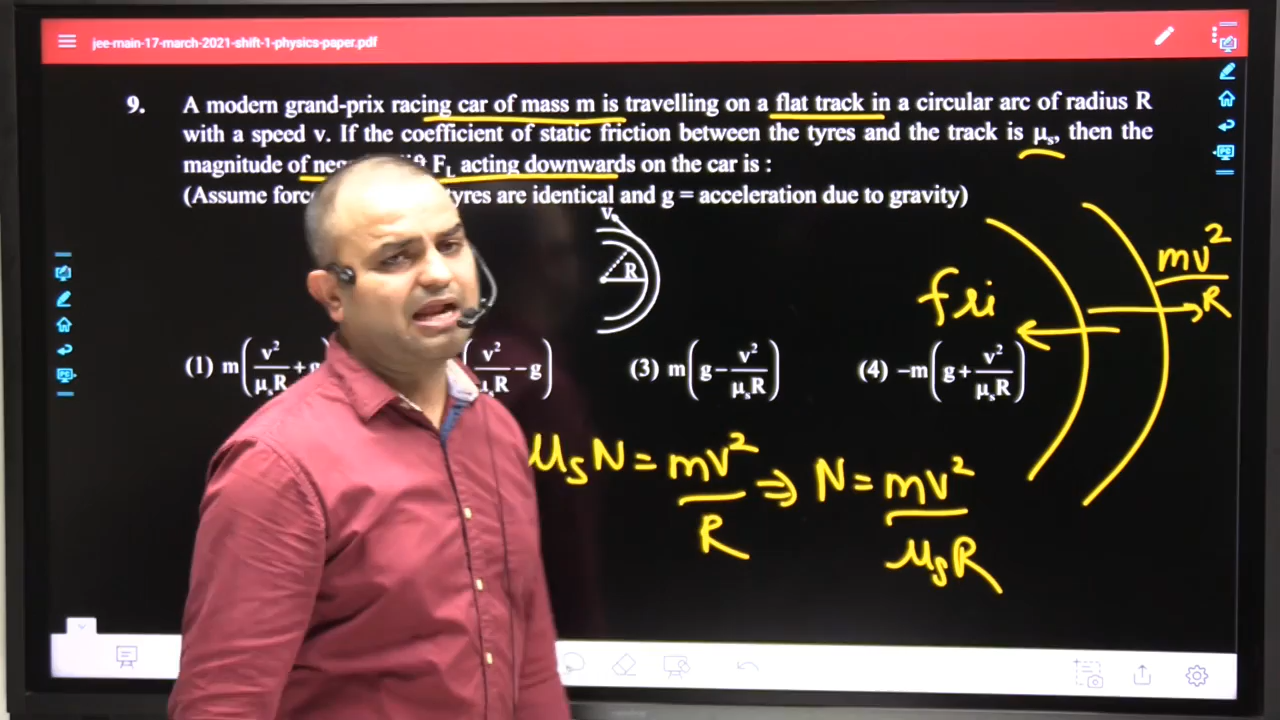 jee-main-17-march-2021-shift-1-physics-paper.pdf
9. A modern grand-prix racing car of mass m is travelling on a flat track in a circular arc of radius R
with a speed v. If the coefficient of static friction between the tyres and the track is μₛ, then the
magnitude of F_L acting downwards on the car is :
(Assume tyres are identical and g = acceleration due to gravity)
v
R
fri
mv²/R
(1) m(v²/μₛR + g
(v²/μₛR - g)
(3) m(g - v²/μₛR)
(4) -m(g + v²/μₛR)
μₛN = mv²/R ⇒ N = mv²/μₛR